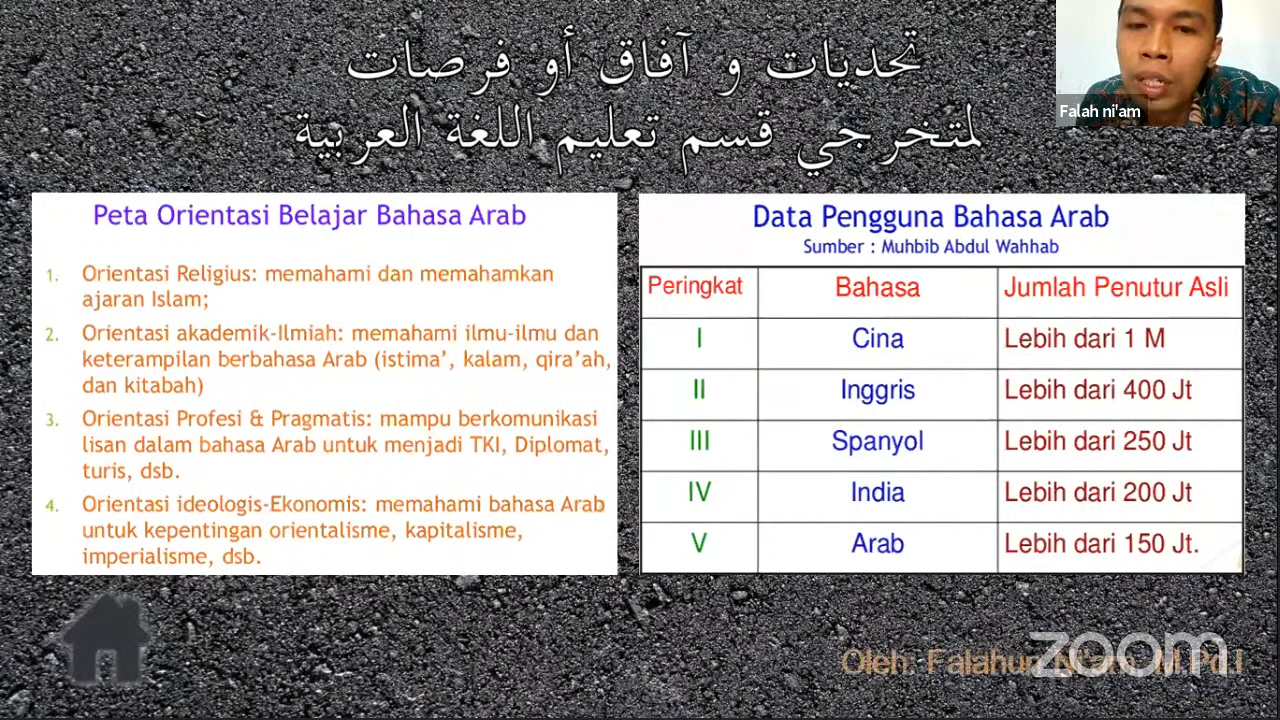 تحديات و آفاق أو فرصات
لمتخرجي قسم تعليم اللغة العربية
Falah ni'am
Peta Orientasi Belajar Bahasa Arab
1. Orientasi Religius: memahami dan memahamkan
ajaran Islam;
2. Orientasi akademik-Ilmiah: memahami ilmu-ilmu dan
keterampilan berbahasa Arab (istima', kalam, qira'ah,
dan kitabah)
3. Orientasi Profesi & Pragmatis: mampu berkomunikasi
lisan dalam bahasa Arab untuk menjadi TKI, Diplomat,
turis, dsb.
4. Orientasi ideologis-Ekonomis: memahami bahasa Arab
untuk kepentingan orientalisme, kapitalisme,
imperialisme, dsb.
Data Pengguna Bahasa Arab
Sumber : Muhbib Abdul Wahhab
Peringkat Bahasa Jumlah Penutur Asli
I Cina Lebih dari 1 M
II Inggris Lebih dari 400 Jt
III Spanyol Lebih dari 250 Jt
IV India Lebih dari 200 Jt
V Arab Lebih dari 150 Jt.
Oleh: Falahun Ni'am, M.Pd.I
zoom